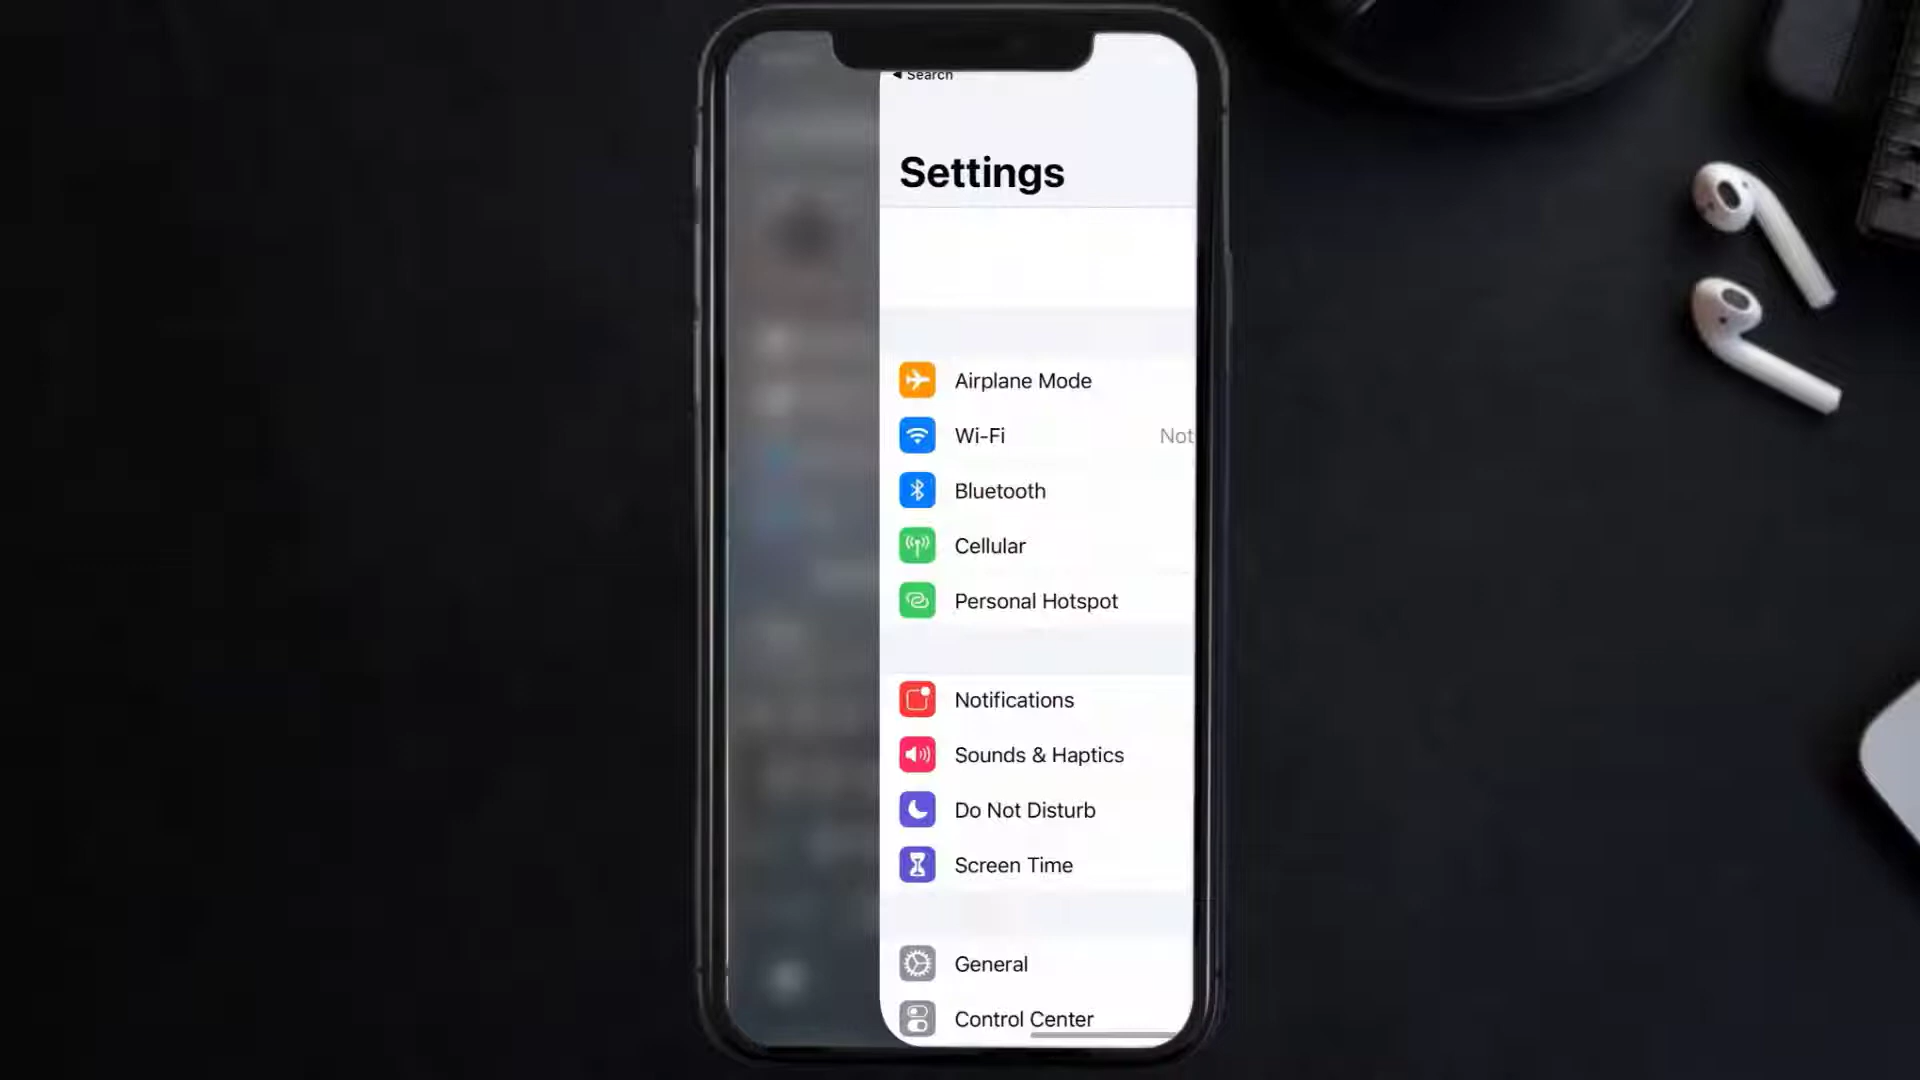 ◀ Search
Settings
Airplane Mode
Wi-Fi
Not
Bluetooth
Cellular
Personal Hotspot
Notifications
Sounds & Haptics
Do Not Disturb
Screen Time
General
Control Center